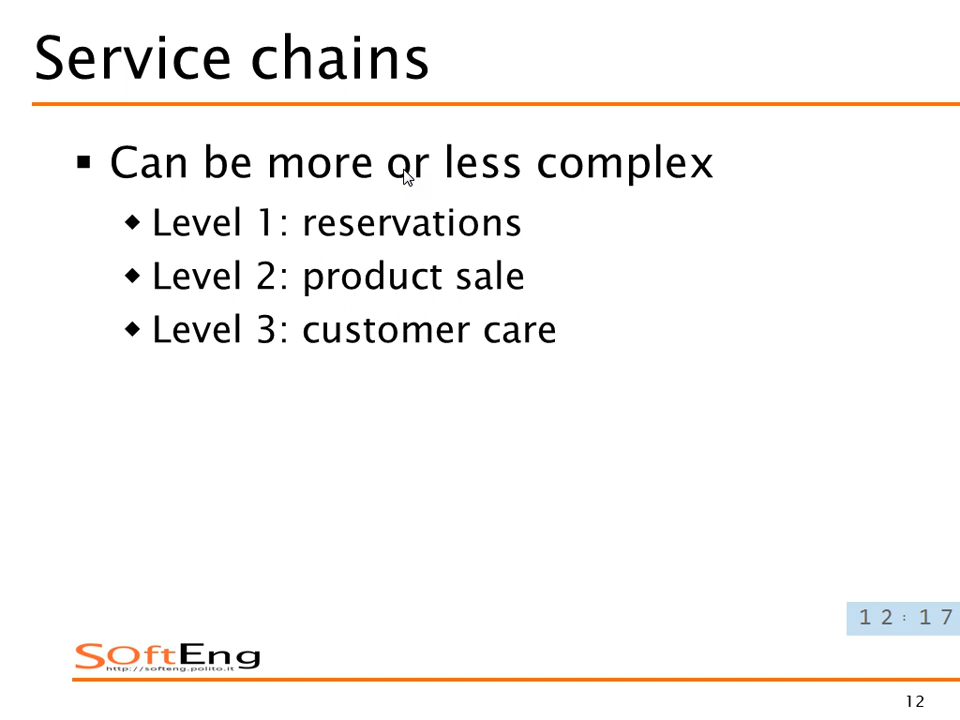 Service chains
▪ Can be more or less complex
◆ Level 1: reservations
◆ Level 2: product sale
◆ Level 3: customer care
12:17
SOftEng
http://softeng.polito.it
12